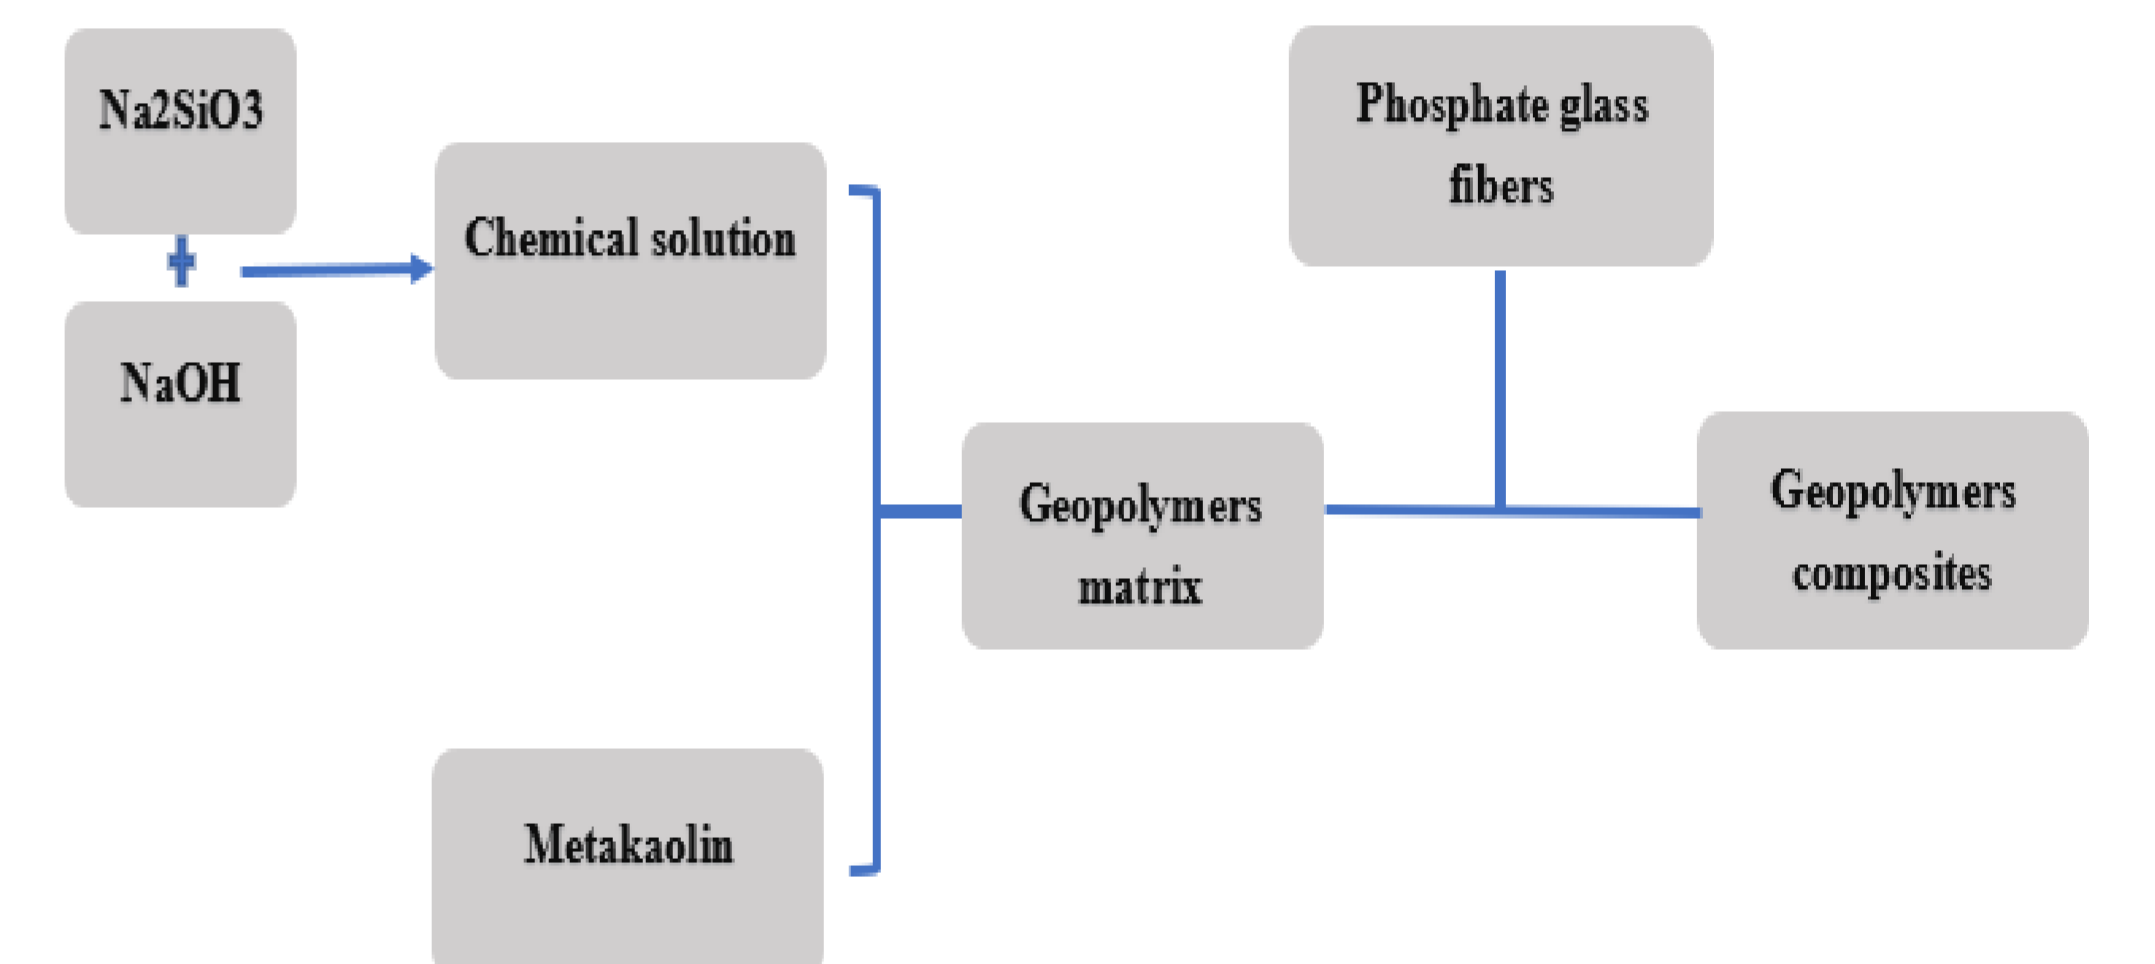 Na2SiO3
+
NaOH
Chemical solution
Metakaolin
Geopolymers
matrix
Phosphate glass
fibers
Geopolymers
composites